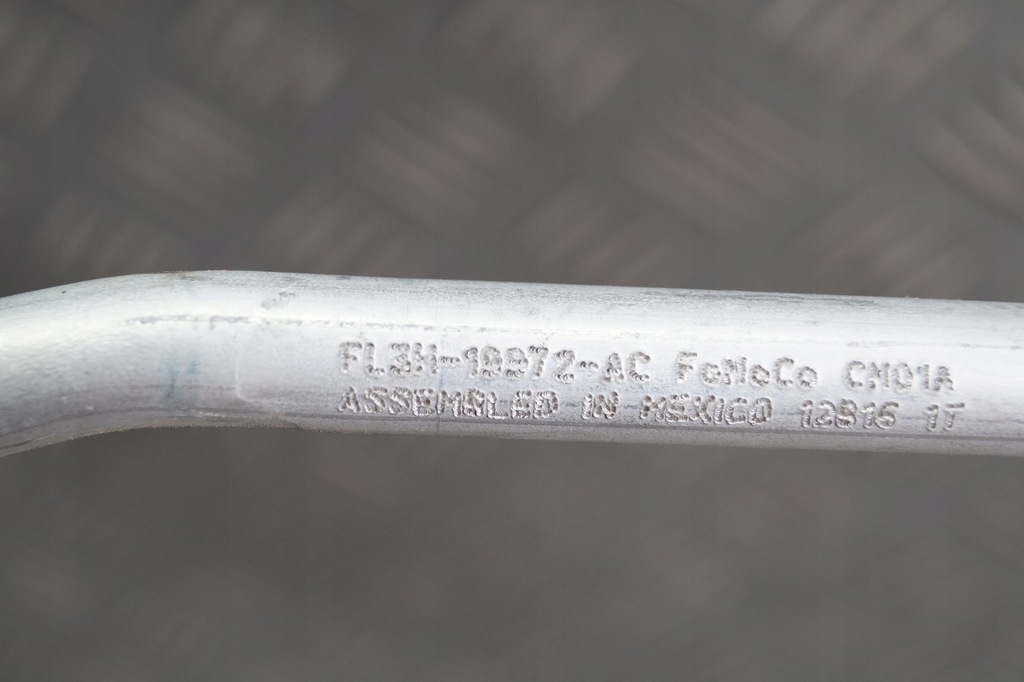 FL3H-19972-AC FoMoCo CN01A
ASSEMBLED IN MEXICO 12816 1T